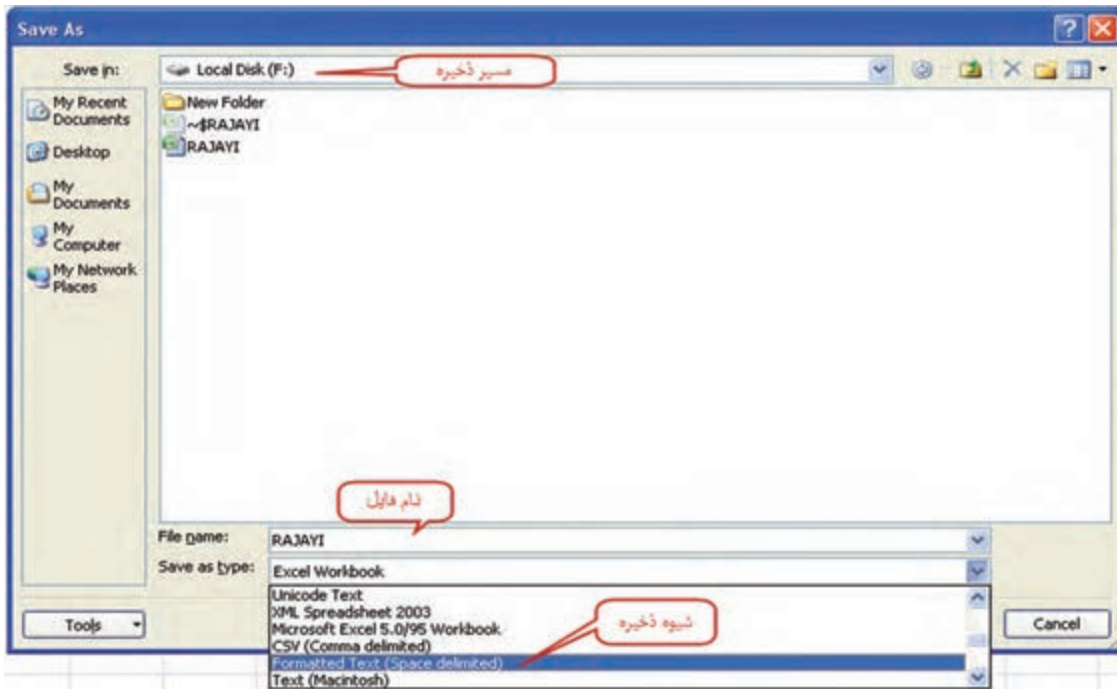 Save As
Save in:
Local Disk (F:)
مسیر ذخیره
My Recent
Documents
Desktop
My
Documents
My
Computer
My Network
Places
New Folder
~$RAJAYI
RAJAYI
نام فایل
File name:
RAJAYI
Save as type:
Excel Workbook
Unicode Text
XML Spreadsheet 2003
Microsoft Excel 5.0/95 Workbook
CSV (Comma delimited)
Formatted Text (Space delimited)
Text (Macintosh)
شیوه ذخیره
Tools
Cancel